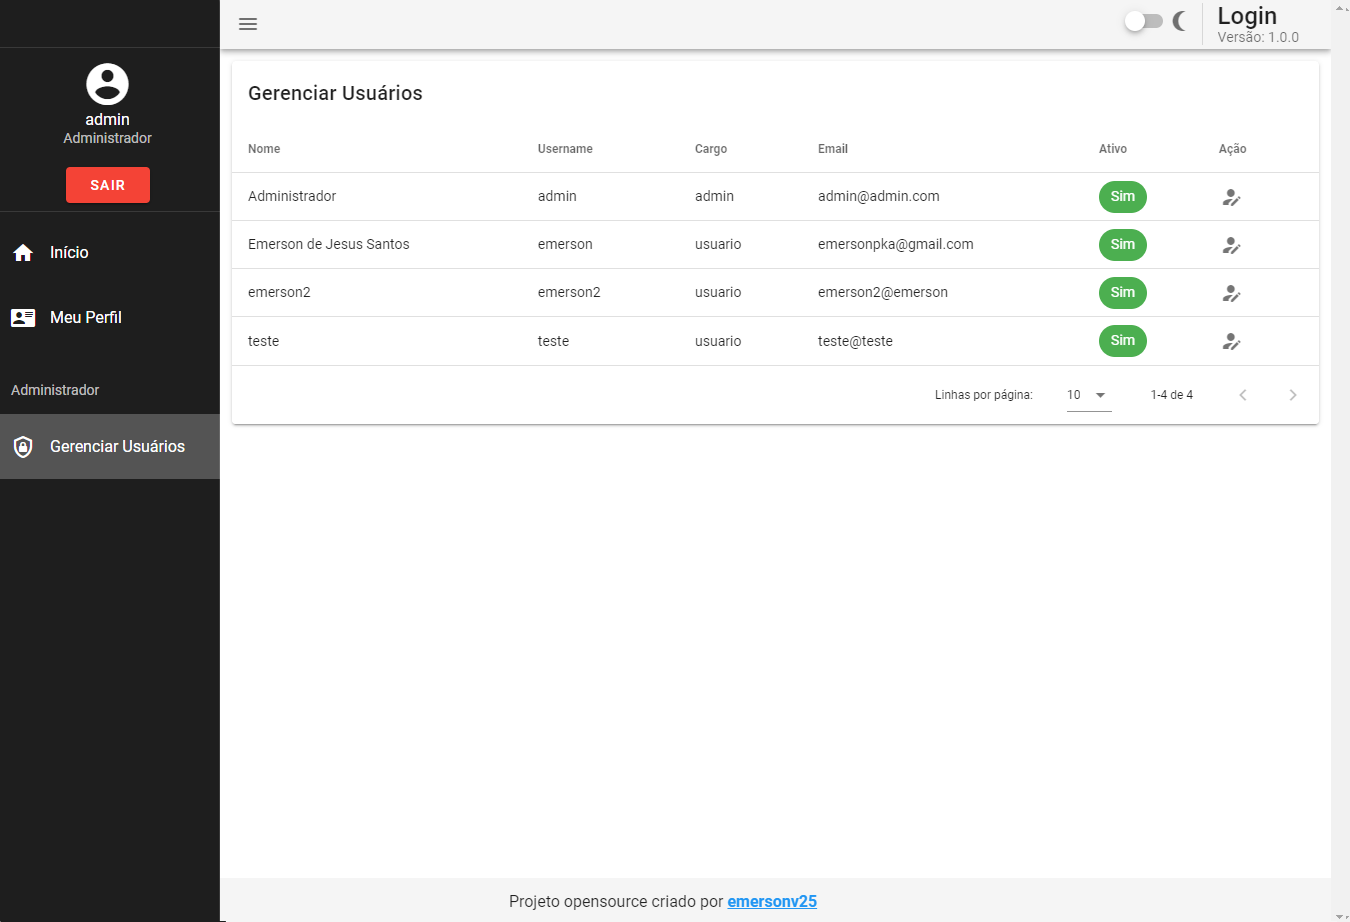 admin
Administrador
SAIR
Início
Meu Perfil
Administrador
Gerenciar Usuários
Login
Versão: 1.0.0
Gerenciar Usuários
Nome Username Cargo Email Ativo Ação
Administrador admin admin admin@admin.com Sim
Emerson de Jesus Santos emerson usuario emersonpka@gmail.com Sim
emerson2 emerson2 usuario emerson2@emerson Sim
teste teste usuario teste@teste Sim
Linhas por página: 10 1-4 de 4
Projeto opensource criado por emersonv25